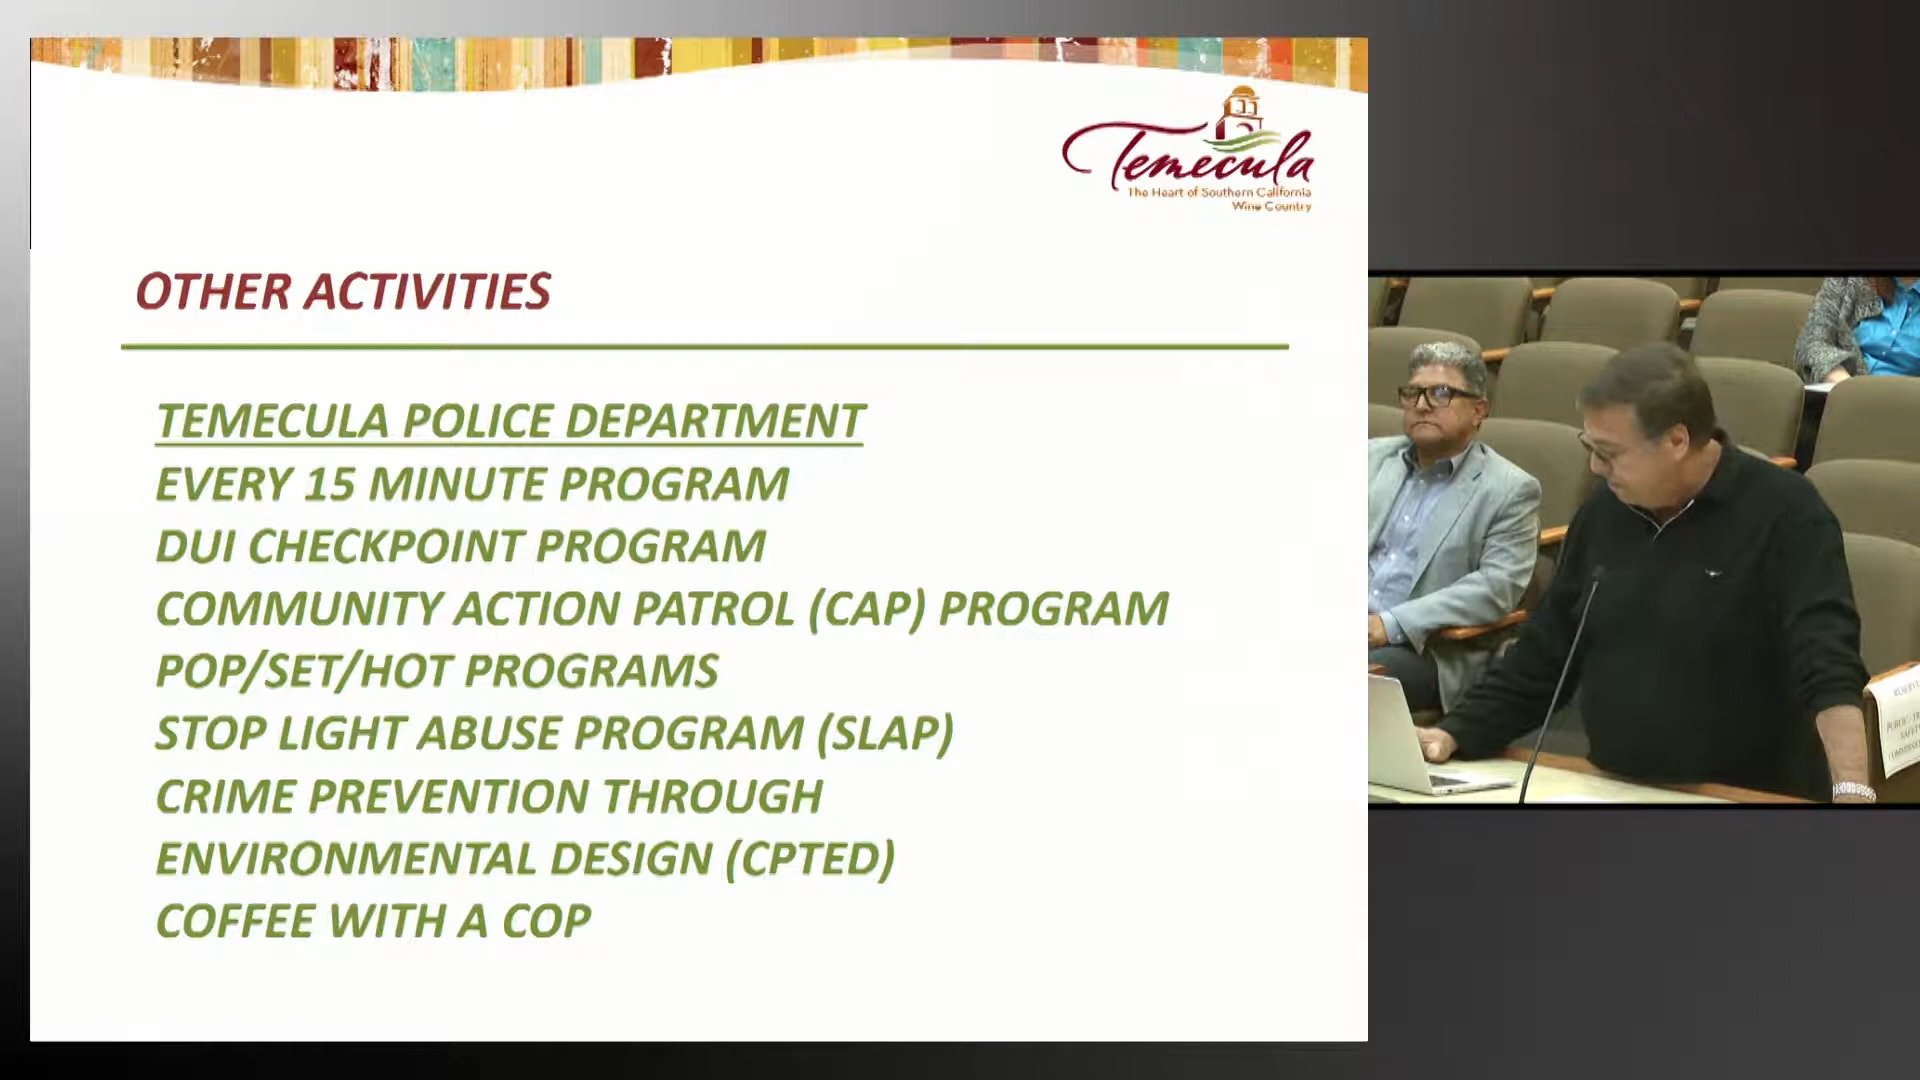 Temecula
The Heart of Southern California
Wine Country
OTHER ACTIVITIES
TEMECULA POLICE DEPARTMENT
EVERY 15 MINUTE PROGRAM
DUI CHECKPOINT PROGRAM
COMMUNITY ACTION PATROL (CAP) PROGRAM
POP/SET/HOT PROGRAMS
STOP LIGHT ABUSE PROGRAM (SLAP)
CRIME PREVENTION THROUGH
ENVIRONMENTAL DESIGN (CPTED)
COFFEE WITH A COP